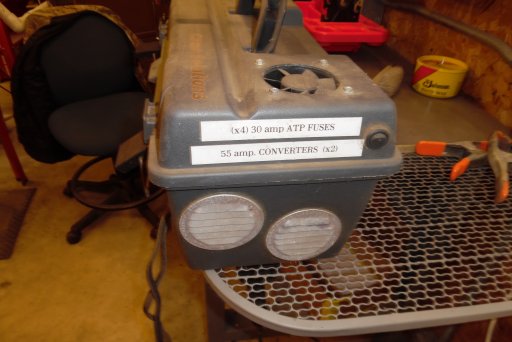 (x4) 30 amp ATP FUSES
55 amp. CONVERTERS (x2)